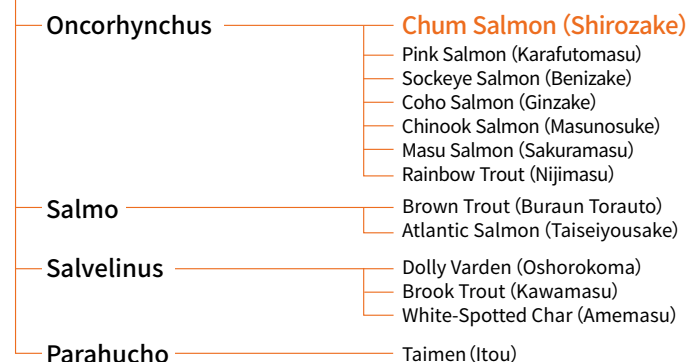 Oncorhynchus Chum Salmon (Shirozake)
Pink Salmon (Karafutomasu)
Sockeye Salmon (Benizake)
Coho Salmon (Ginzake)
Chinook Salmon (Masunosuke)
Masu Salmon (Sakuramasu)
Rainbow Trout (Nijimasu)
Salmo Brown Trout (Buraun Torauto)
Atlantic Salmon (Taiseiyousake)
Salvelinus Dolly Varden (Oshorokoma)
Brook Trout (Kawamasu)
White-Spotted Char (Amemasu)
Parahucho Taimen (Itou)